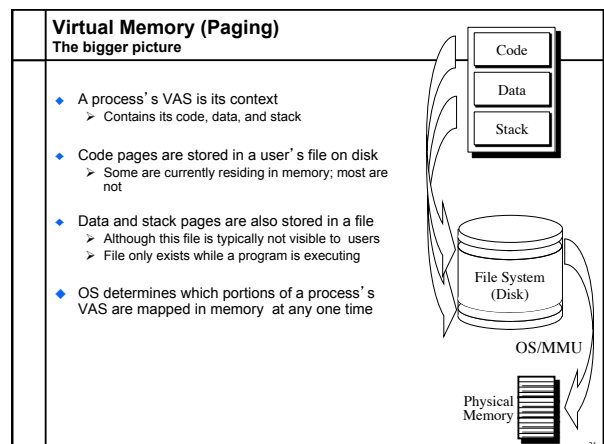 Virtual Memory (Paging)
The bigger picture
A process's VAS is its context
Contains its code, data, and stack
Code pages are stored in a user's file on disk
Some are currently residing in memory; most are
not
Data and stack pages are also stored in a file
Although this file is typically not visible to users
File only exists while a program is executing
OS determines which portions of a process's
VAS are mapped in memory at any one time
Code
Data
Stack
File System
(Disk)
OS/MMU
Physical
Memory